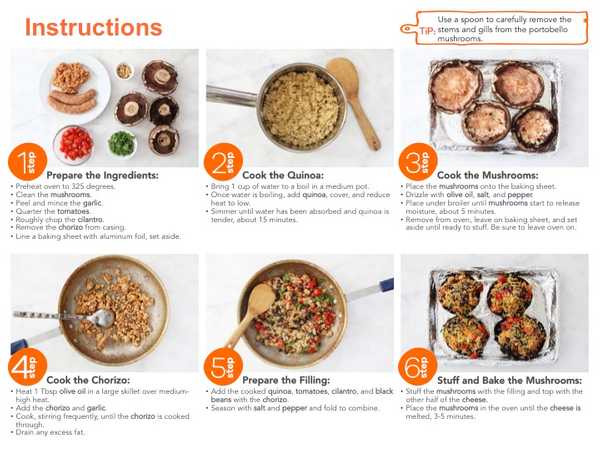 Instructions
TiP:
Use a spoon to carefully remove the
stems and gills from the portobello
mushrooms.
step 1
Prepare the Ingredients:
• Preheat oven to 325 degrees.
• Clean the mushrooms.
• Peel and mince the garlic.
• Quarter the tomatoes.
• Roughly chop the cilantro.
• Remove the chorizo from casing.
• Line a baking sheet with aluminum foil, set aside.
step 2
Cook the Quinoa:
• Bring 1 cup of water to a boil in a medium pot.
• Once water is boiling, add quinoa, cover, and reduce
heat to low.
• Simmer until water has been absorbed and quinoa is
tender, about 15 minutes.
step 3
Cook the Mushrooms:
• Place the mushrooms onto the baking sheet.
• Drizzle with olive oil, salt, and pepper.
• Place under broiler until mushrooms start to release
moisture, about 5 minutes.
• Remove from oven, leave on baking sheet, and set
aside until ready to stuff. Be sure to leave oven on.
step 4
Cook the Chorizo:
• Heat 1 Tbsp olive oil in a large skillet over medium-
high heat.
• Add the chorizo and garlic.
• Cook, stirring frequently, until the chorizo is cooked
through.
• Drain any excess fat.
step 5
Prepare the Filling:
• Add the cooked quinoa, tomatoes, cilantro, and black
beans with the chorizo.
• Season with salt and pepper and fold to combine.
step 6
Stuff and Bake the Mushrooms:
• Stuff the mushrooms with the filling and top with the
other half of the cheese.
• Place the mushrooms in the oven until the cheese is
melted, 3-5 minutes.